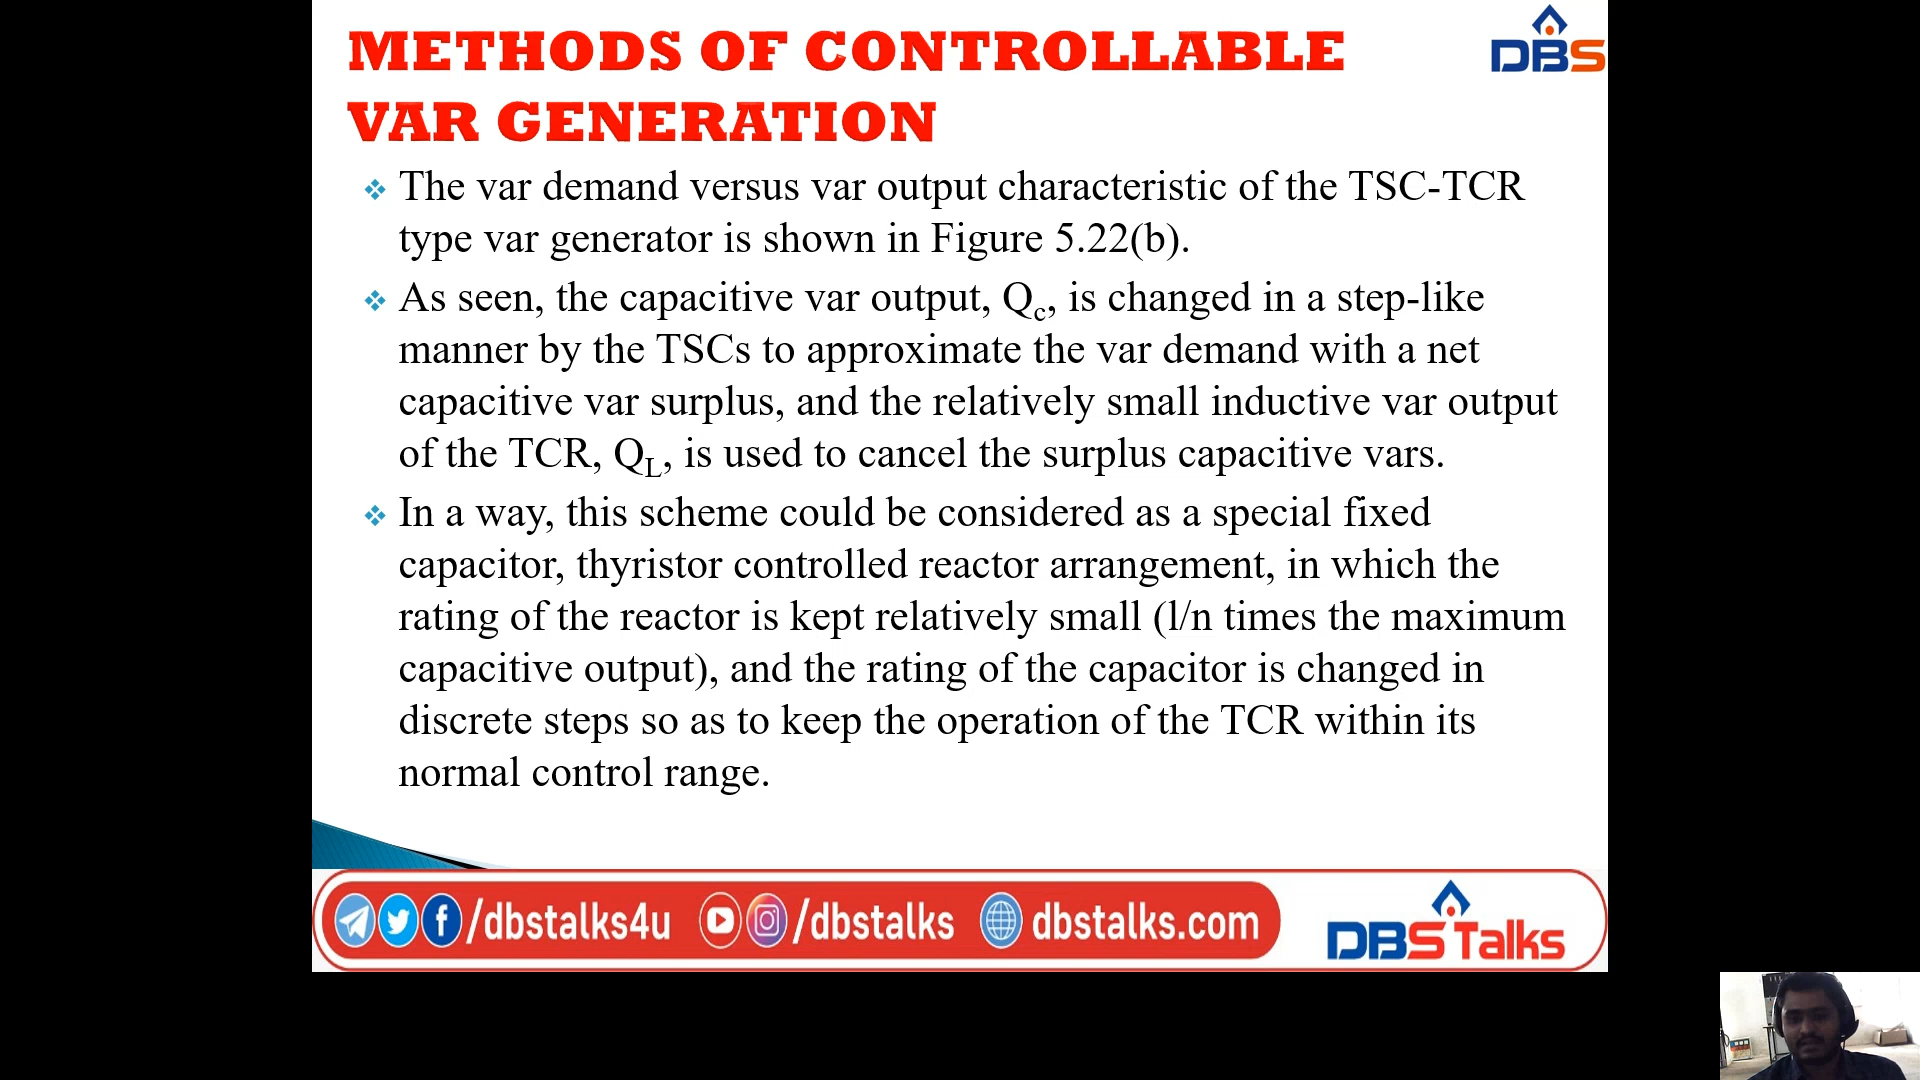 METHODS OF CONTROLLABLE
VAR GENERATION
DBS
The var demand versus var output characteristic of the TSC-TCR
type var generator is shown in Figure 5.22(b).
As seen, the capacitive var output, Qc, is changed in a step-like
manner by the TSCs to approximate the var demand with a net
capacitive var surplus, and the relatively small inductive var output
of the TCR, QL, is used to cancel the surplus capacitive vars.
In a way, this scheme could be considered as a special fixed
capacitor, thyristor controlled reactor arrangement, in which the
rating of the reactor is kept relatively small (l/n times the maximum
capacitive output), and the rating of the capacitor is changed in
discrete steps so as to keep the operation of the TCR within its
normal control range.
/dbstalks4u /dbstalks dbstalks.com
DBS Talks